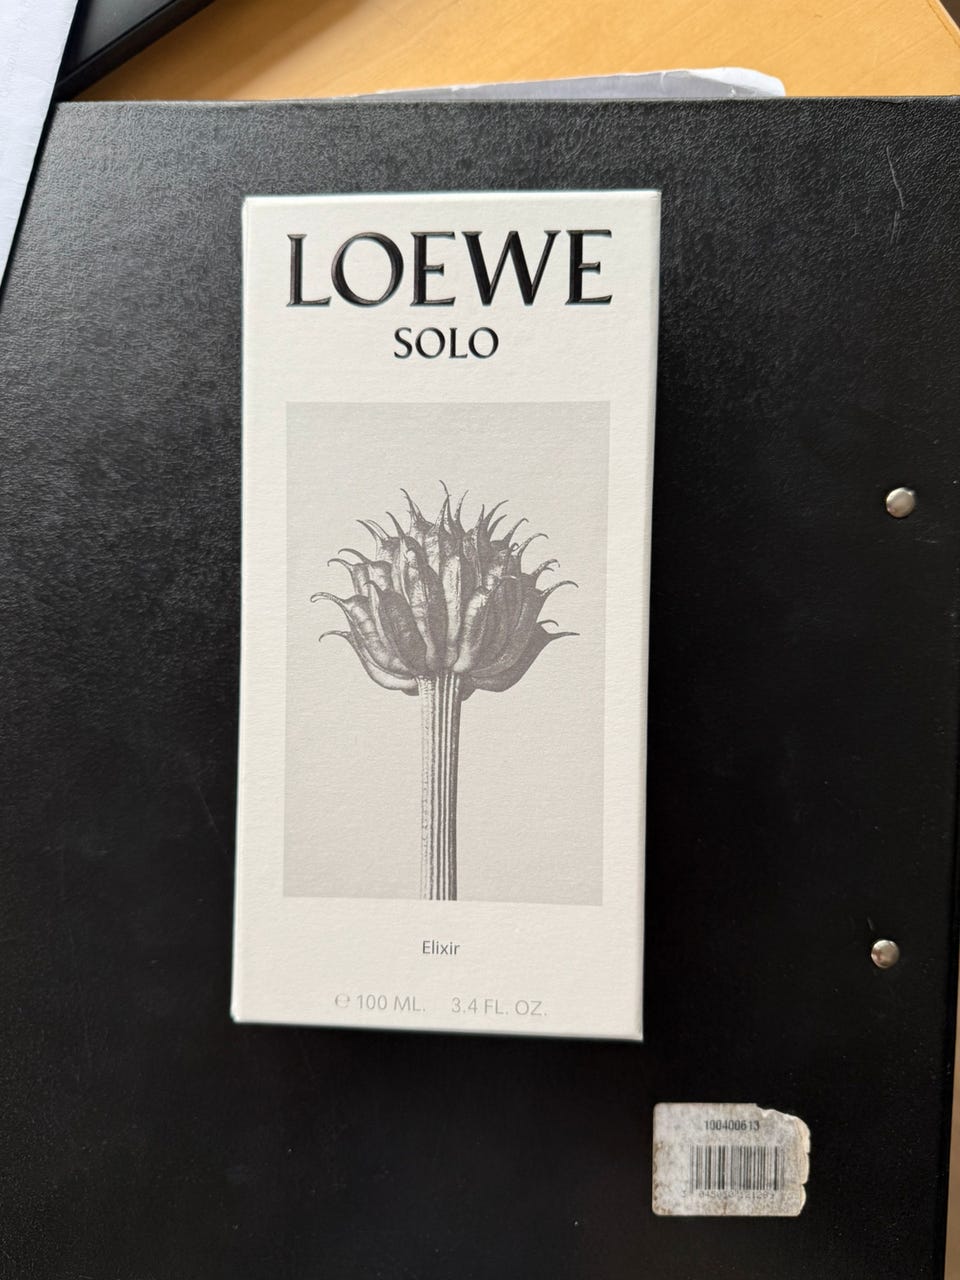 LOEWE
SOLO
Elixir
℮ 100 ML. 3.4 FL. OZ.
100400613